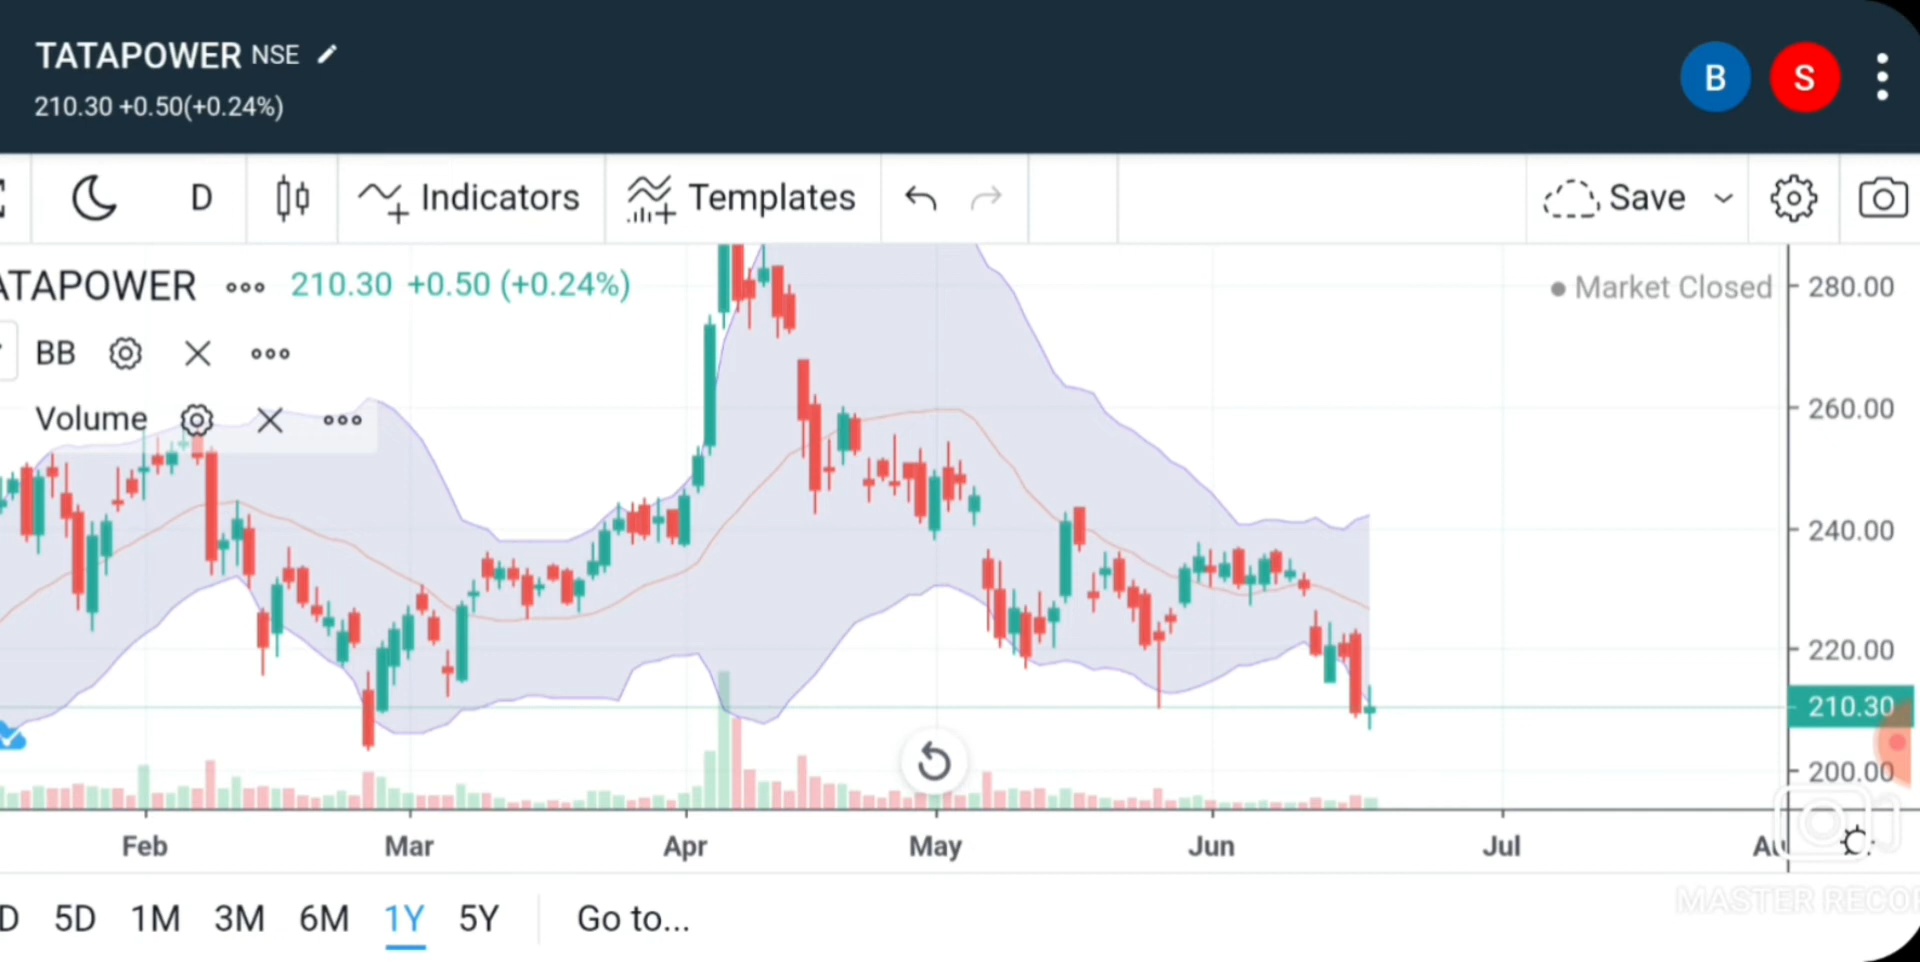 TATAPOWER NSE
210.30 +0.50(+0.24%)
B S
D Indicators Templates Save
ATAPOWER 210.30 +0.50 (+0.24%)
Market Closed
BB
Volume
280.00
260.00
240.00
220.00
210.30
200.00
Feb Mar Apr May Jun Jul
D 5D 1M 3M 6M 1Y 5Y Go to...
MASTER RECOR